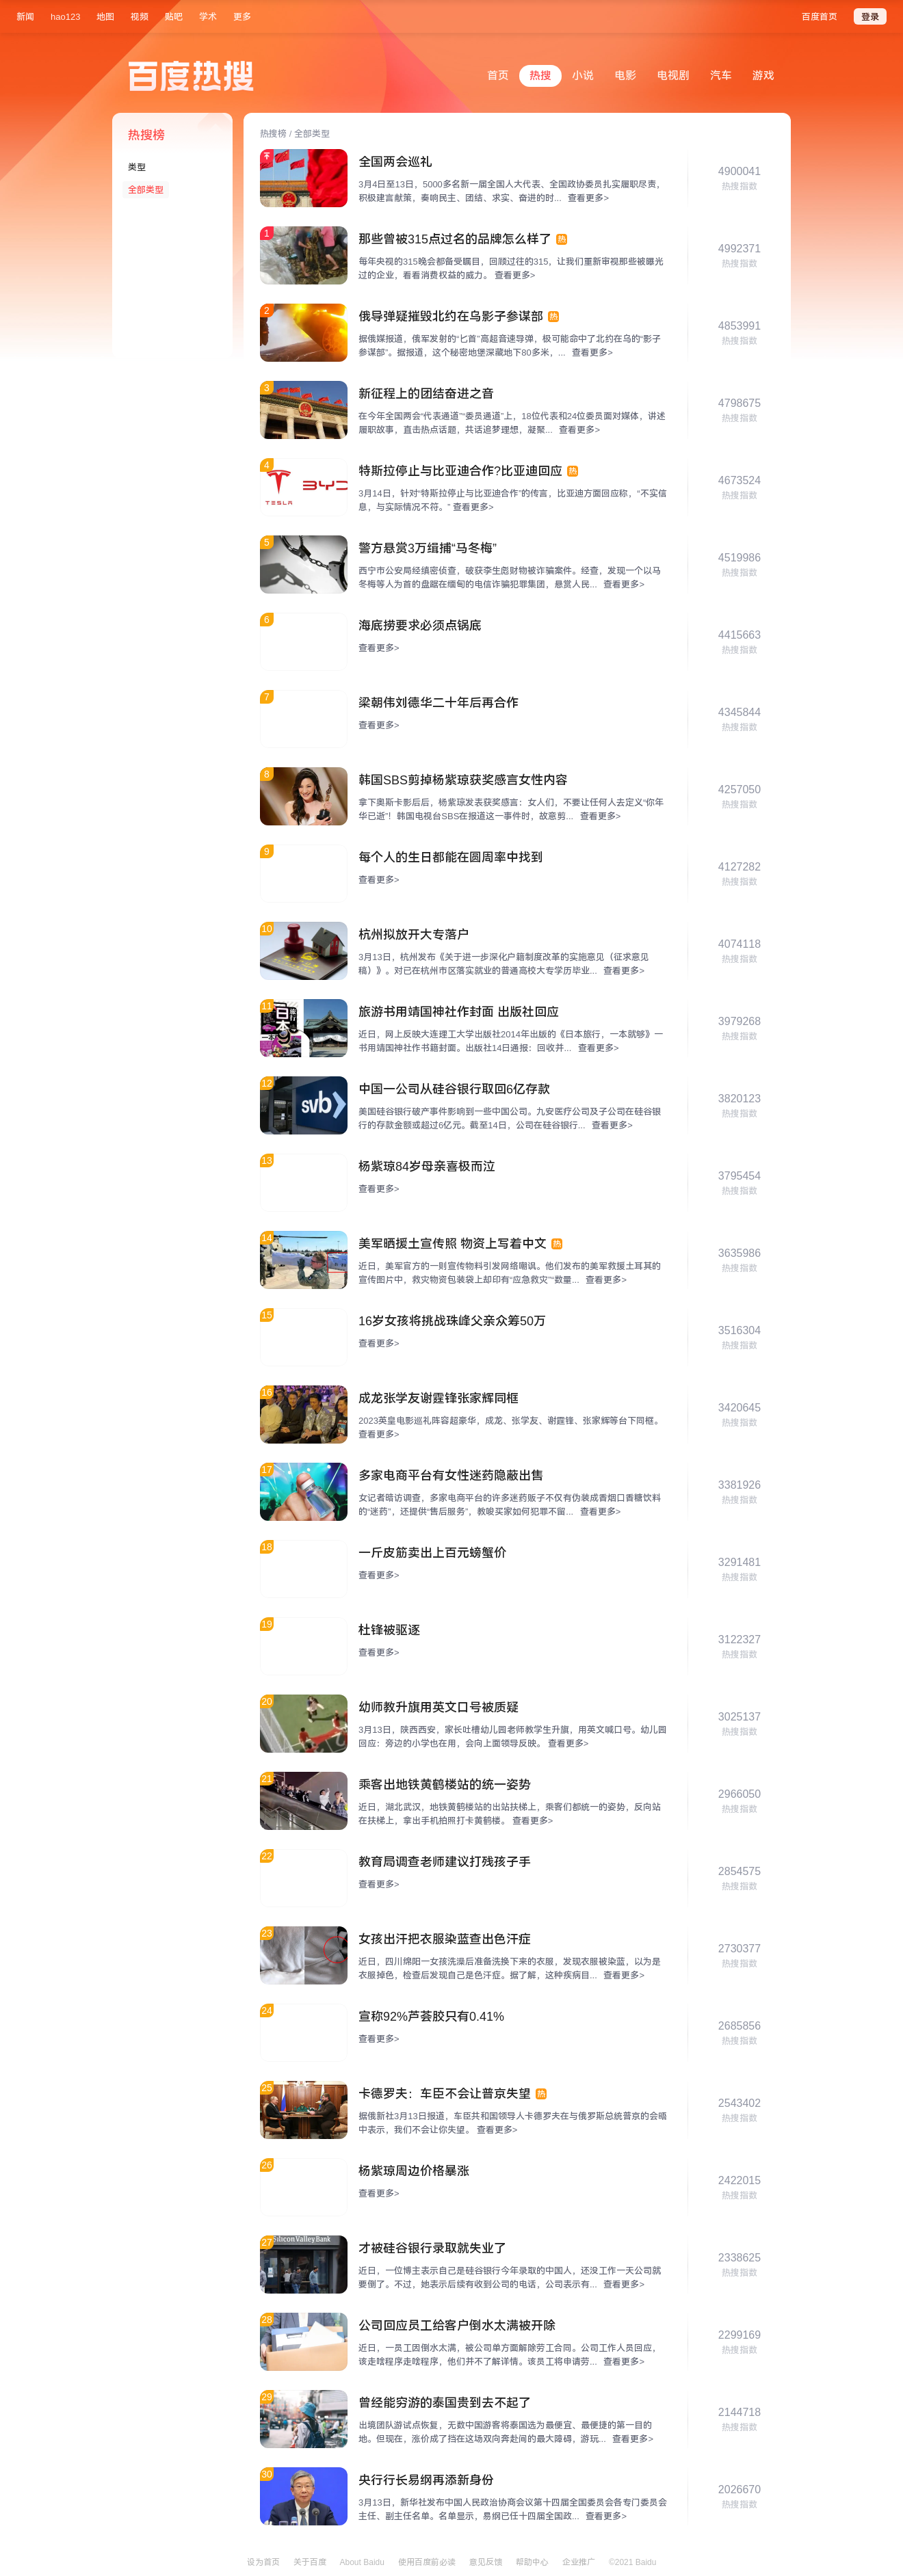 新闻 hao123 地图 视频 贴吧 学术 更多 百度首页 登录
百度热搜
首页 热搜 小说 电影 电视剧 汽车 游戏
热搜榜
类型
全部类型
热搜榜 / 全部类型
全国两会巡礼
3月4日至13日，5000多名新一届全国人大代表、全国政协委员扎实履职尽责，
积极建言献策，奏响民主、团结、求实、奋进的时... 查看更多>
4900041
热搜指数
1
那些曾被315点过名的品牌怎么样了 热
每年央视的315晚会都备受瞩目，回顾过往的315，让我们重新审视那些被曝光
过的企业，看看消费权益的威力。 查看更多>
4992371
热搜指数
2
俄导弹疑摧毁北约在乌影子参谋部 热
据俄媒报道，俄军发射的“匕首”高超音速导弹，极可能命中了北约在乌的“影子
参谋部”。据报道，这个秘密地堡深藏地下80多米，... 查看更多>
4853991
热搜指数
3
新征程上的团结奋进之音
在今年全国两会“代表通道”“委员通道”上，18位代表和24位委员面对媒体，讲述
履职故事，直击热点话题，共话追梦理想，凝聚... 查看更多>
4798675
热搜指数
4
TESLA BYD
特斯拉停止与比亚迪合作?比亚迪回应 热
3月14日，针对“特斯拉停止与比亚迪合作”的传言，比亚迪方面回应称，“不实信
息，与实际情况不符。” 查看更多>
4673524
热搜指数
5
警方悬赏3万缉捕“马冬梅”
西宁市公安局经缜密侦查，破获李生彪财物被诈骗案件。经查，发现一个以马
冬梅等人为首的盘踞在缅甸的电信诈骗犯罪集团，悬赏人民... 查看更多>
4519986
热搜指数
6
海底捞要求必须点锅底
查看更多>
4415663
热搜指数
7
梁朝伟刘德华二十年后再合作
查看更多>
4345844
热搜指数
8
韩国SBS剪掉杨紫琼获奖感言女性内容
拿下奥斯卡影后后，杨紫琼发表获奖感言：女人们，不要让任何人去定义“你年
华已逝”！韩国电视台SBS在报道这一事件时，故意剪... 查看更多>
4257050
热搜指数
9
每个人的生日都能在圆周率中找到
查看更多>
4127282
热搜指数
10
杭州拟放开大专落户
3月13日，杭州发布《关于进一步深化户籍制度改革的实施意见（征求意见
稿）》。对已在杭州市区落实就业的普通高校大专学历毕业... 查看更多>
4074118
热搜指数
11
日本
旅游书用靖国神社作封面 出版社回应
近日，网上反映大连理工大学出版社2014年出版的《日本旅行，一本就够》一
书用靖国神社作书籍封面。出版社14日通报：回收并... 查看更多>
3979268
热搜指数
12
svb
中国一公司从硅谷银行取回6亿存款
美国硅谷银行破产事件影响到一些中国公司。九安医疗公司及子公司在硅谷银
行的存款金额或超过6亿元。截至14日，公司在硅谷银行... 查看更多>
3820123
热搜指数
13
杨紫琼84岁母亲喜极而泣
查看更多>
3795454
热搜指数
14
美军晒援土宣传照 物资上写着中文 热
近日，美军官方的一则宣传物料引发网络嘲讽。他们发布的美军救援土耳其的
宣传图片中，救灾物资包装袋上却印有“应急救灾”“数量... 查看更多>
3635986
热搜指数
15
16岁女孩将挑战珠峰父亲众筹50万
查看更多>
3516304
热搜指数
16
成龙张学友谢霆锋张家辉同框
2023英皇电影巡礼阵容超豪华，成龙、张学友、谢霆锋、张家辉等台下同框。
查看更多>
3420645
热搜指数
17
多家电商平台有女性迷药隐蔽出售
女记者暗访调查，多家电商平台的许多迷药贩子不仅有伪装成香烟口香糖饮料
的“迷药”，还提供“售后服务”，教唆买家如何犯罪不留... 查看更多>
3381926
热搜指数
18
一斤皮筋卖出上百元螃蟹价
查看更多>
3291481
热搜指数
19
杜锋被驱逐
查看更多>
3122327
热搜指数
20
幼师教升旗用英文口号被质疑
3月13日，陕西西安，家长吐槽幼儿园老师教学生升旗，用英文喊口号。幼儿园
回应：旁边的小学也在用，会向上面领导反映。 查看更多>
3025137
热搜指数
21
乘客出地铁黄鹤楼站的统一姿势
近日，湖北武汉，地铁黄鹤楼站的出站扶梯上，乘客们都统一的姿势，反向站
在扶梯上，拿出手机拍照打卡黄鹤楼。 查看更多>
2966050
热搜指数
22
教育局调查老师建议打残孩子手
查看更多>
2854575
热搜指数
23
女孩出汗把衣服染蓝查出色汗症
近日，四川绵阳一女孩洗澡后准备洗换下来的衣服，发现衣服被染蓝，以为是
衣服掉色，检查后发现自己是色汗症。据了解，这种疾病目... 查看更多>
2730377
热搜指数
24
宣称92%芦荟胶只有0.41%
查看更多>
2685856
热搜指数
25
卡德罗夫：车臣不会让普京失望 热
据俄新社3月13日报道，车臣共和国领导人卡德罗夫在与俄罗斯总统普京的会晤
中表示，我们不会让你失望。 查看更多>
2543402
热搜指数
26
杨紫琼周边价格暴涨
查看更多>
2422015
热搜指数
27
Silicon Valley Bank
才被硅谷银行录取就失业了
近日，一位博主表示自己是硅谷银行今年录取的中国人，还没工作一天公司就
要倒了。不过，她表示后续有收到公司的电话，公司表示有... 查看更多>
2338625
热搜指数
28
公司回应员工给客户倒水太满被开除
近日，一员工因倒水太满，被公司单方面解除劳工合同。公司工作人员回应，
该走啥程序走啥程序，他们并不了解详情。该员工将申请劳... 查看更多>
2299169
热搜指数
29
曾经能穷游的泰国贵到去不起了
出境团队游试点恢复，无数中国游客将泰国选为最便宜、最便捷的第一目的
地。但现在，涨价成了挡在这场双向奔赴间的最大障碍，游玩... 查看更多>
2144718
热搜指数
30
央行行长易纲再添新身份
3月13日，新华社发布中国人民政治协商会议第十四届全国委员会各专门委员会
主任、副主任名单。名单显示，易纲已任十四届全国政... 查看更多>
2026670
热搜指数
设为首页 关于百度 About Baidu 使用百度前必读 意见反馈 帮助中心 企业推广 ©2021 Baidu